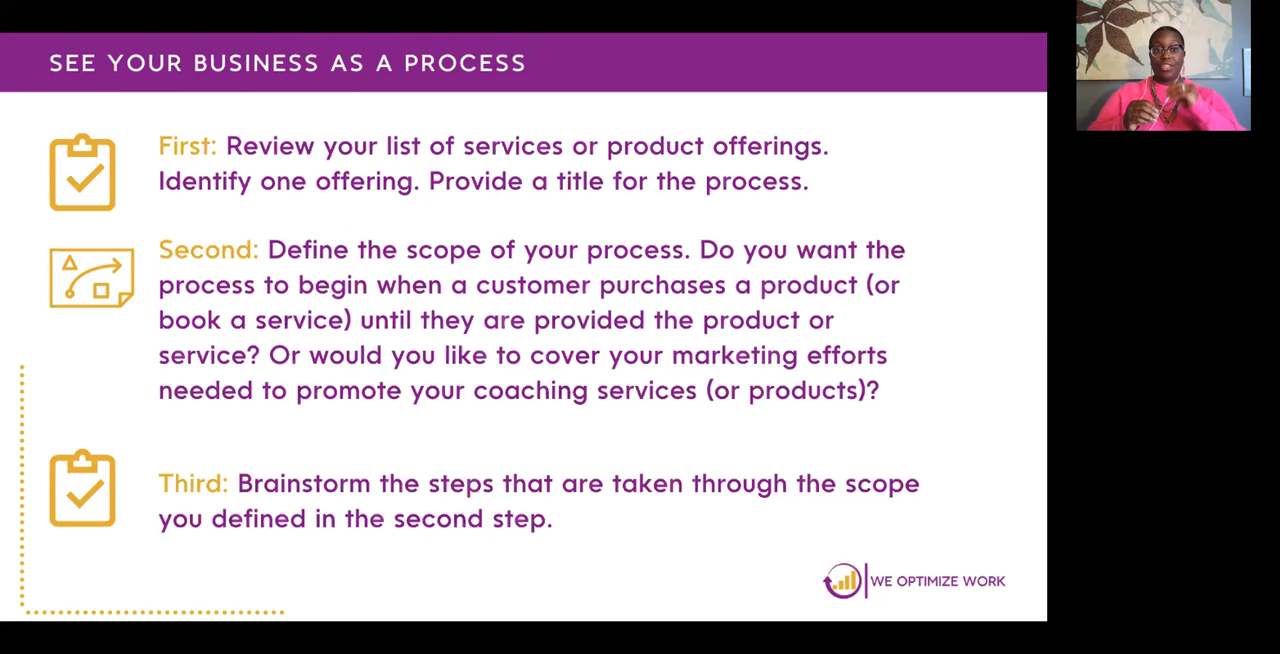 SEE YOUR BUSINESS AS A PROCESS
First: Review your list of services or product offerings.
Identify one offering. Provide a title for the process.
Second: Define the scope of your process. Do you want the
process to begin when a customer purchases a product (or
book a service) until they are provided the product or
service? Or would you like to cover your marketing efforts
needed to promote your coaching services (or products)?
Third: Brainstorm the steps that are taken through the scope
you defined in the second step.
WE OPTIMIZE WORK